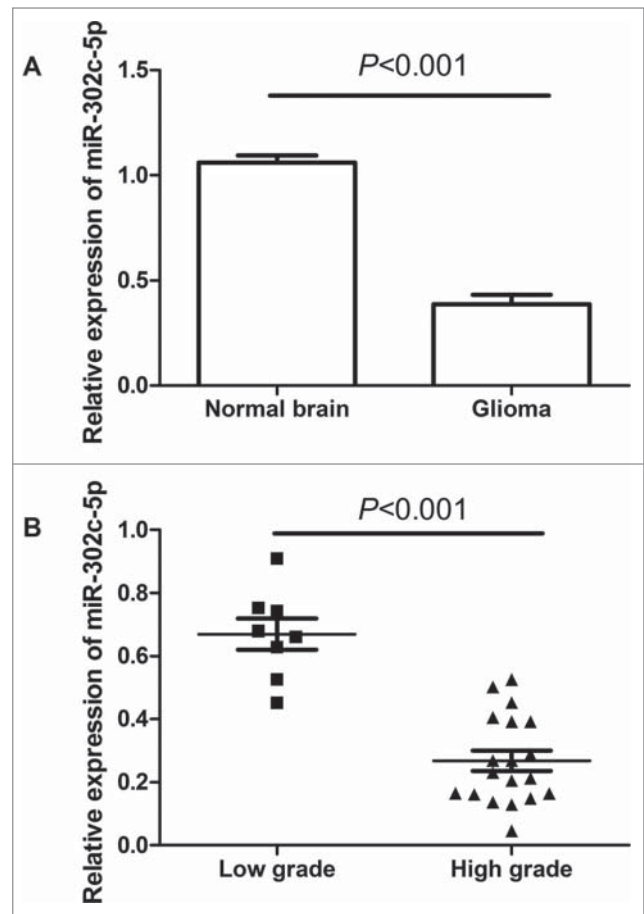 A
Relative expression of miR-302c-5p
P<0.001
1.5
1.0
0.5
0.0
Normal brain Glioma
B
Relative expression of miR-302c-5p
P<0.001
1.0
0.8
0.6
0.4
0.2
0.0
Low grade High grade